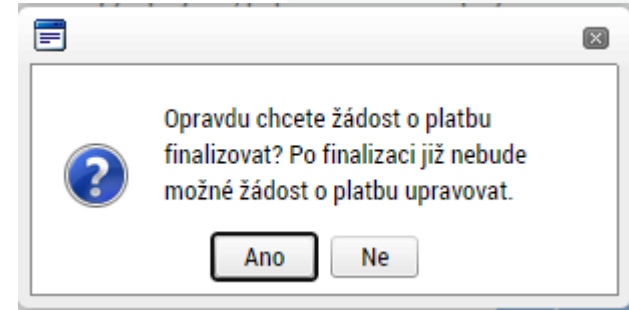 Opravdu chcete žádost o platbu
finalizovat? Po finalizaci již nebude
možné žádost o platbu upravovat.
Ano
Ne